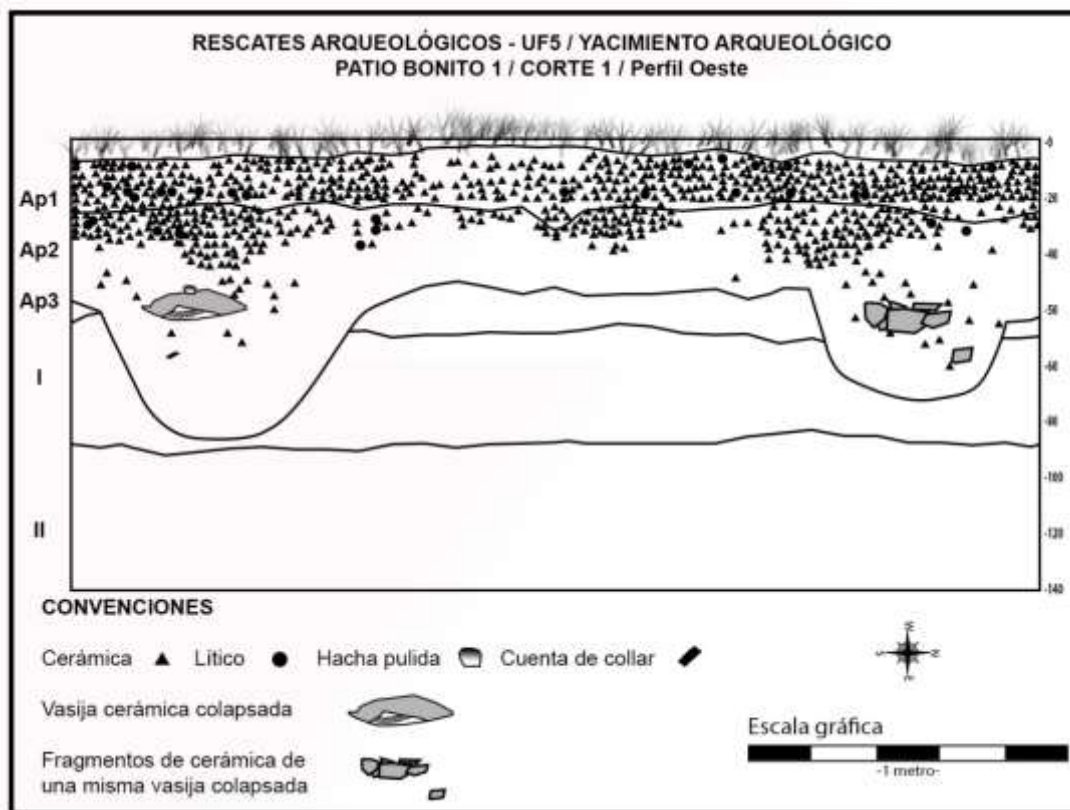 RESCATES ARQUEOLÓGICOS - UF5 / YACIMIENTO ARQUEOLÓGICO
PATIO BONITO 1 / CORTE 1 / Perfil Oeste
-0
Ap1
-20
Ap2
-40
Ap3
-50
I
-60
-80
-100
II
-120
-140
CONVENCIONES
Cerámica Lítico Hacha pulida Cuenta de collar
Vasija cerámica colapsada
Escala gráfica
Fragmentos de cerámica de
una misma vasija colapsada
-1 metro-